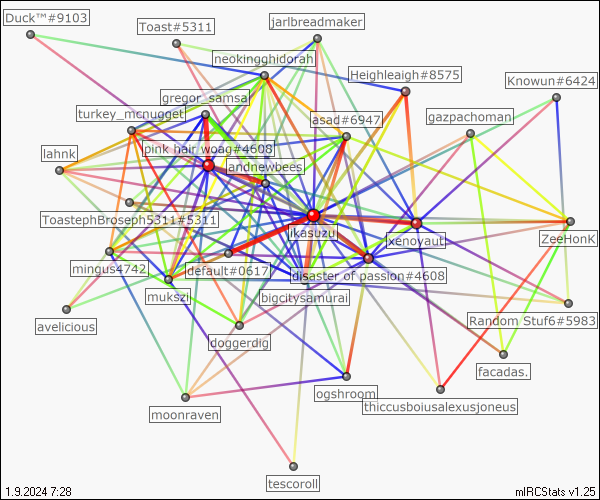 Duck™#9103
Toast#5311
jarlbreadmaker
neokingghidorah
Heighleaigh#8575
Knowun#6424
gregor_samsa
turkey_mcnugget
asad#6947
gazpachoman
lahnk
pink hair woag#4608
andnewbees
ToastephBroseph5311#5311
ikasuzu
xenoyaut
ZeeHonK
mingus4742
default#0617
disaster of passion#4608
mukszi
bigcitysamurai
avelicious
Random Stuf6#5983
doggerdig
facadas.
ogshroom
thiccusboiusalexusjoneus
moonraven
tescoroll
1.9.2024 7:28
mIRCStats v1.25